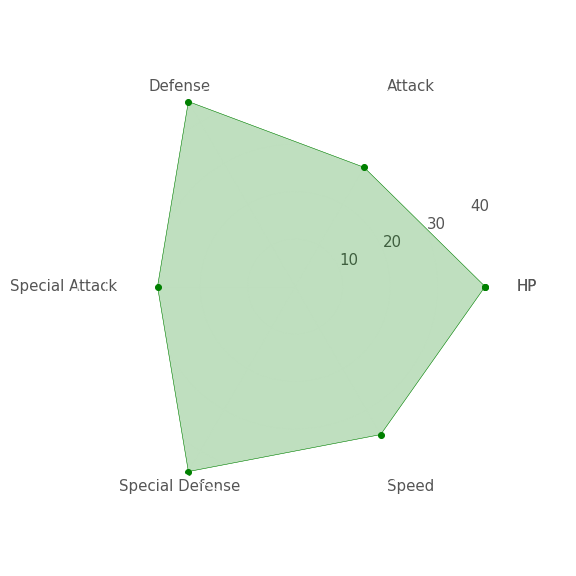 Defense
Attack
40
30
20
10
Special Attack
HP
Special Defense
Speed